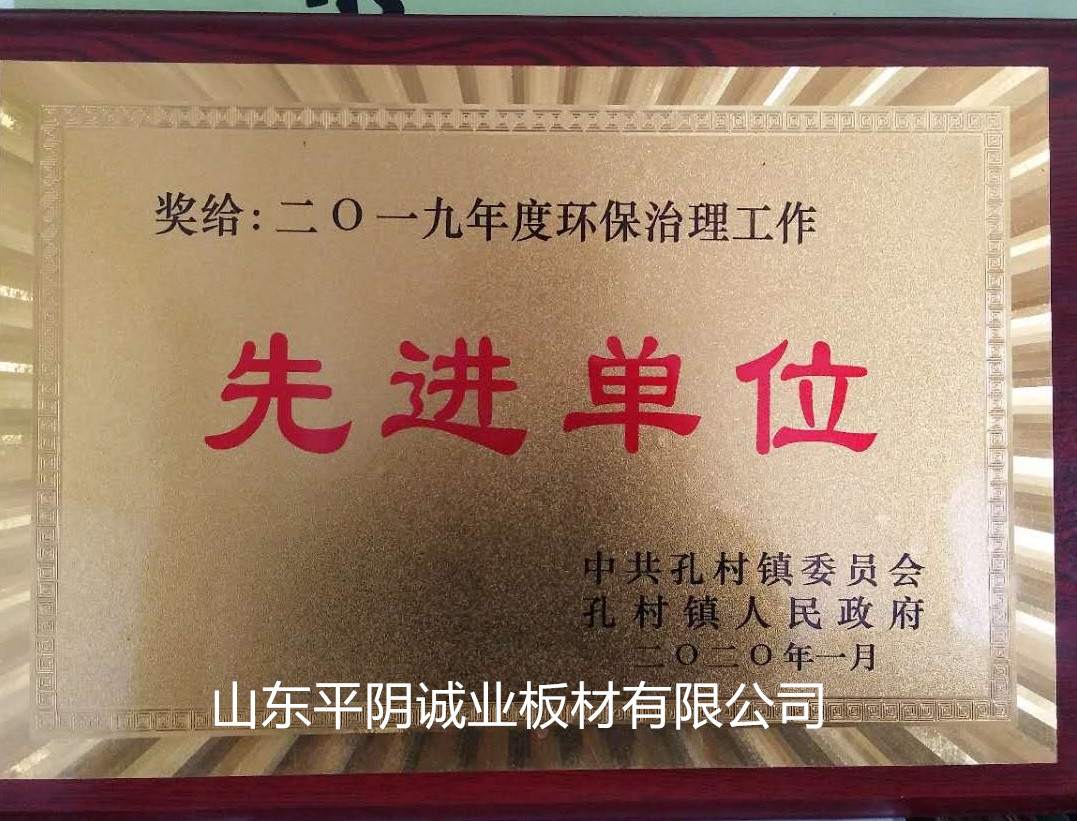 奖给:二〇一九年度环保治理工作
先进单位
中共孔村镇委员会
孔村镇人民政府
二〇二〇年一月
山东平阴诚业板材有限公司